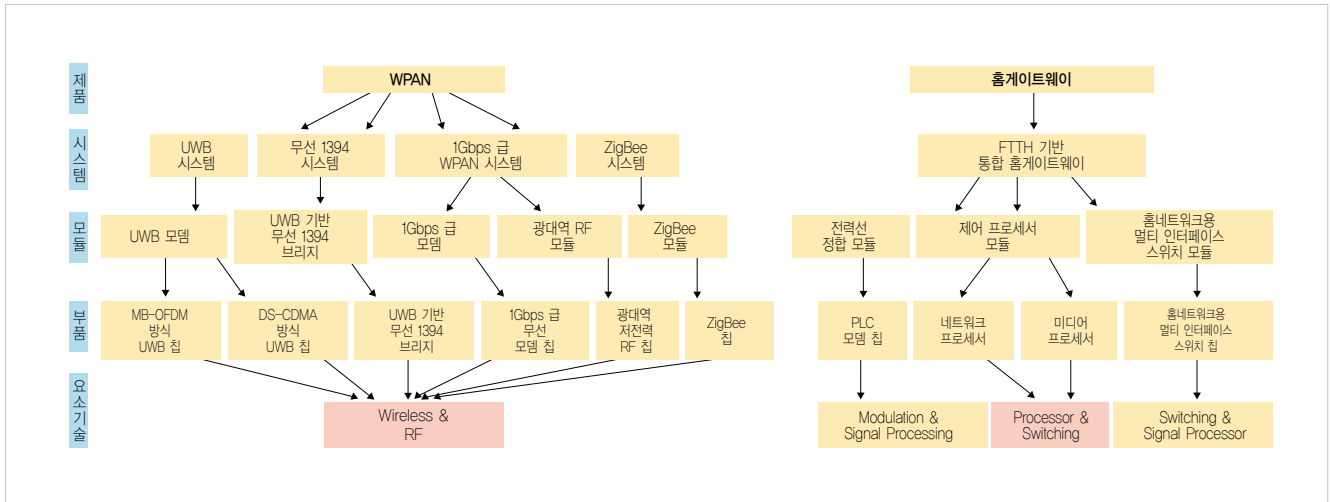 제품
WPAN
홈게이트웨이
시스템
UWB
시스템
무선 1394
시스템
1Gbps 급
WPAN 시스템
ZigBee
시스템
FTTH 기반
통합 홈게이트웨이
모듈
UWB 모뎀
UWB 기반
무선 1394
브리지
1Gbps 급
모뎀
광대역 RF
모듈
ZigBee
모듈
전력선
정합 모듈
제어 프로세서
모듈
홈네트워크용
멀티 인터페이스
스위치 모듈
부품
MB-OFDM
방식
UWB 칩
DS-CDMA
방식
UWB 칩
UWB 기반
무선 1394
브리지
1Gbps 급
무선
모뎀 칩
광대역
저전력
RF 칩
ZigBee
칩
PLC
모뎀 칩
네트워크
프로세서
미디어
프로세서
홈네트워크용
멀티 인터페이스
스위치 칩
요소기술
Wireless &
RF
Modulation &
Signal Processing
Processor &
Switching
Switching &
Signal Processor